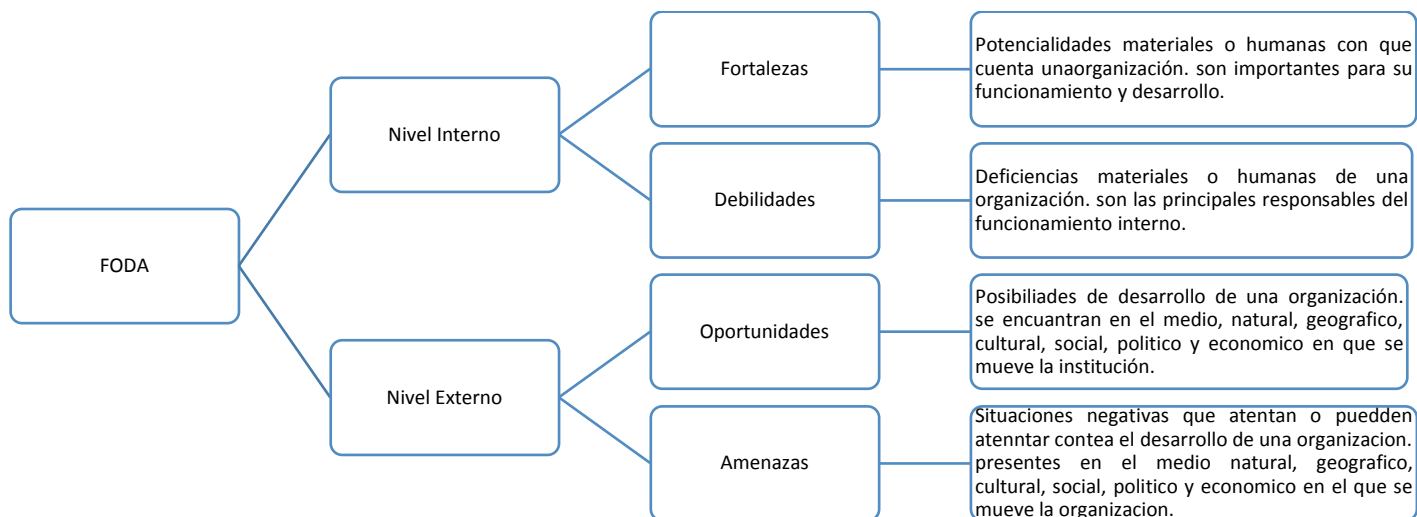 FODA
Nivel Interno
Fortalezas
Potencialidades materiales o humanas con que
cuenta unaorganización. son importantes para su
funcionamiento y desarrollo.
Debilidades
Deficiencias materiales o humanas de una
organización. son las principales responsables del
funcionamiento interno.
Nivel Externo
Oportunidades
Posibiliades de desarrollo de una organización.
se encuantran en el medio, natural, geografico,
cultural, social, politico y economico en que se
mueve la institución.
Amenazas
Situaciones negativas que atentan o puedden
atenntar contea el desarrollo de una organizacion.
presentes en el medio natural, geografico,
cultural, social, politico y economico en el que se
mueve la organizacion.